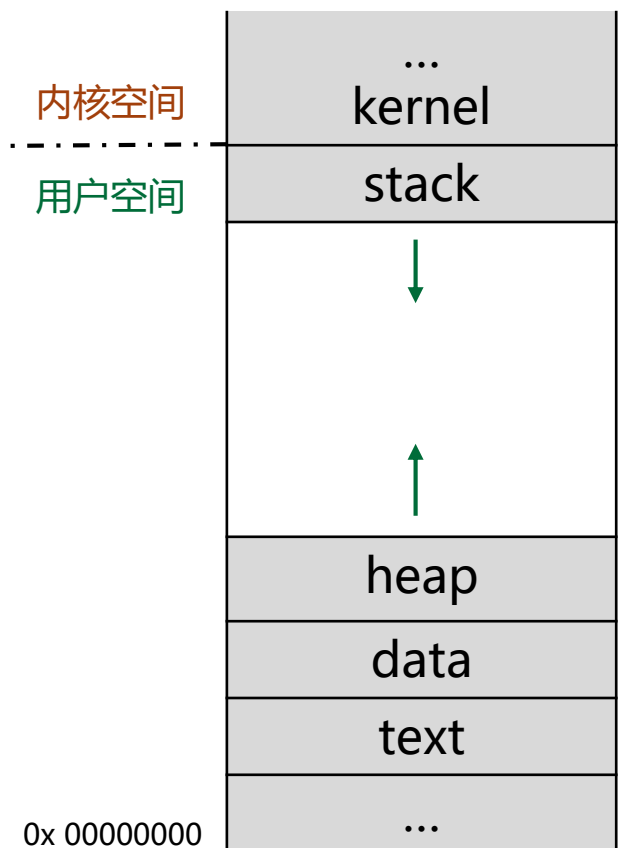 ...
内核空间
kernel
用户空间
stack
heap
data
text
...
0x 00000000